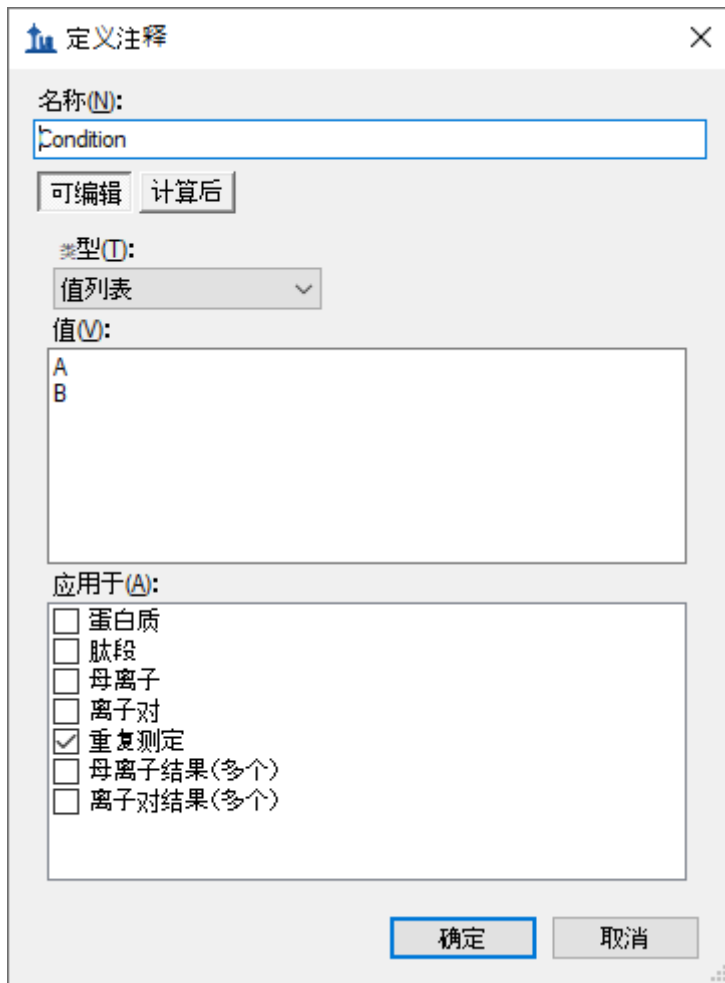 定义注释
名称(N):
Condition
可编辑 计算后
类型(T):
值列表
值(V):
A
B
应用于(A):
蛋白质
肽段
母离子
离子对
重复测定
母离子结果(多个)
离子对结果(多个)
确定 取消